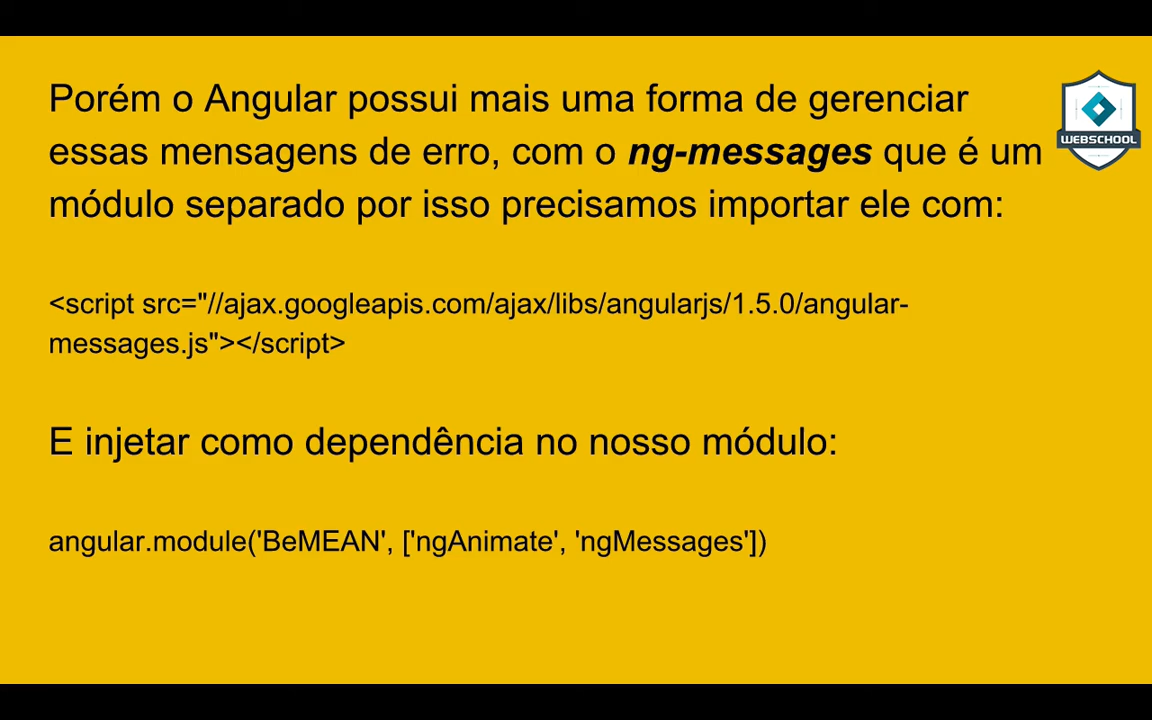 Porém o Angular possui mais uma forma de gerenciar
essas mensagens de erro, com o ng-messages que é um
módulo separado por isso precisamos importar ele com:
WEBSCHOOL
<script src="//ajax.googleapis.com/ajax/libs/angularjs/1.5.0/angular-
messages.js"></script>
E injetar como dependência no nosso módulo:
angular.module('BeMEAN', ['ngAnimate', 'ngMessages'])